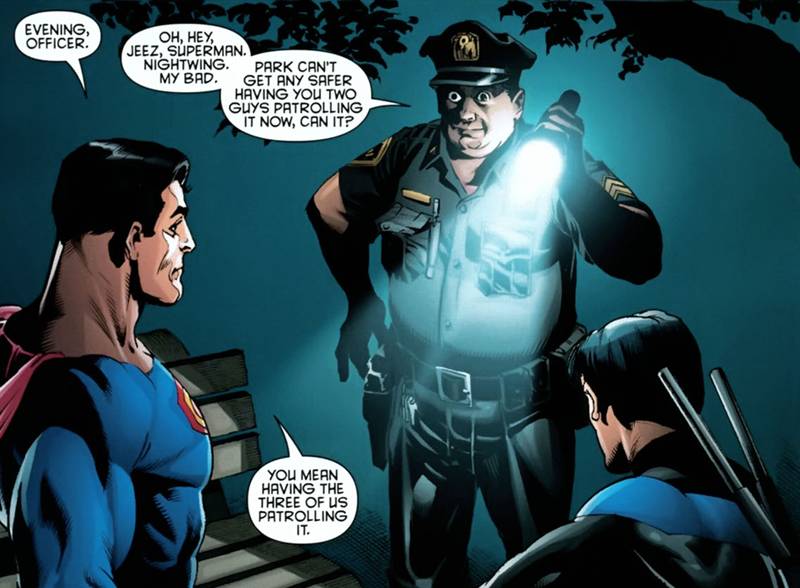 EVENING,
OFFICER.
OH, HEY,
JEEZ, SUPERMAN.
NIGHTWING.
MY BAD.
PARK CAN'T
GET ANY SAFER
HAVING YOU TWO
GUYS PATROLLING
IT NOW, CAN IT?
YOU MEAN
HAVING THE
THREE OF US
PATROLLING
IT.